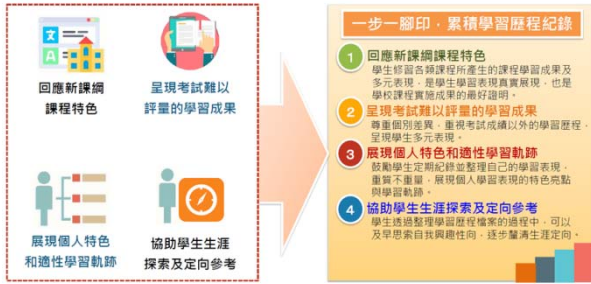 回應新課綱
課程特色
呈現考試難以
評量的學習成果
展現個人特色
和適性學習軌跡
協助學生生涯
探索及定向參考
一步一腳印，累積學習歷程紀錄
1 回應新課綱課程特色
學生修習各類課程所產生的課程學習成果及
多元表現，是學生學習表現真實展現，也是
學校課程實施成果的最好證明。
2 呈現考試難以評量的學習成果
尊重個別差異，重視考試成績以外的學習歷程，
呈現學生多元表現。
3 展現個人特色和適性學習軌跡
鼓勵學生定期紀錄並整理自己的學習表現，
重質不重量，展現個人學習表現的特色亮點
與學習軌跡。
4 協助學生生涯探索及定向參考
學生透過整理學習歷程檔案的過程中，可以
及早思索自我興趣性向，逐步釐清生涯定向。